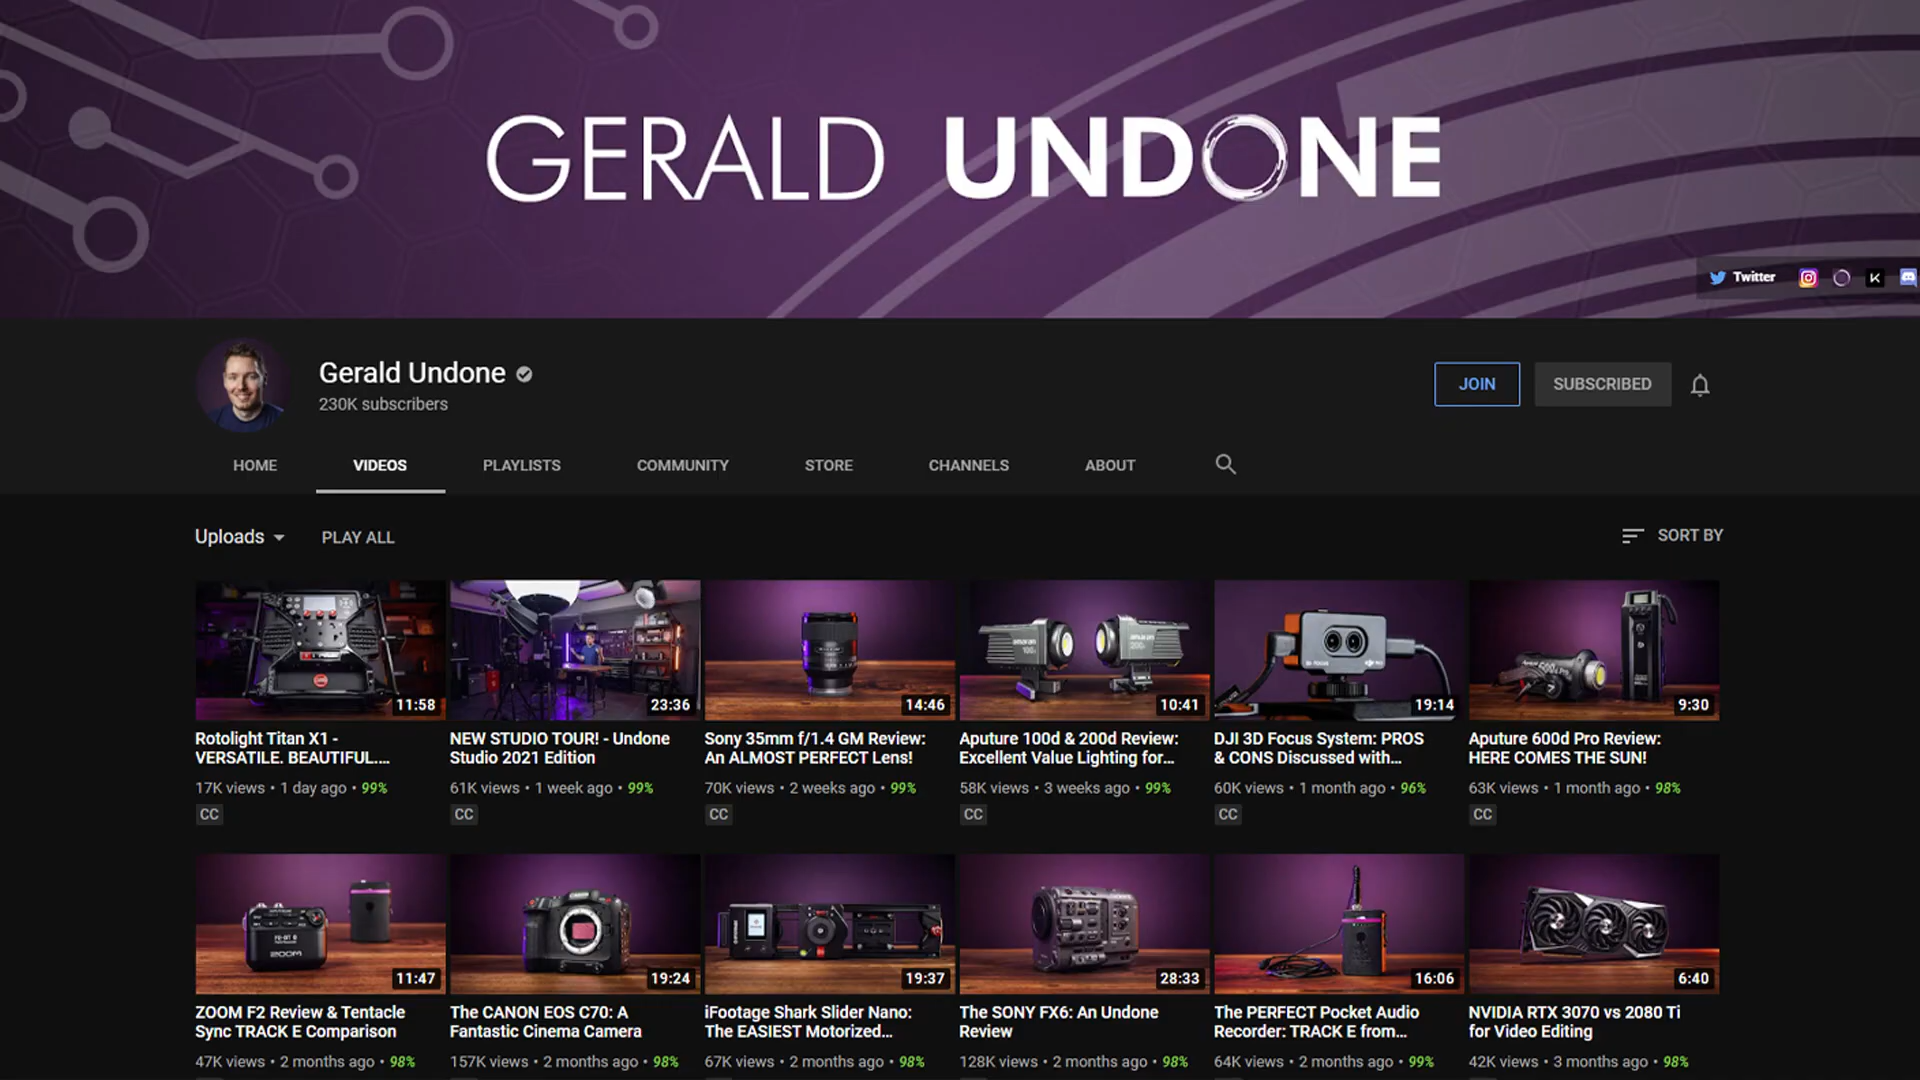 GERALD UNDONE
Twitter
Gerald Undone
230K subscribers
JOIN
SUBSCRIBED
HOME
VIDEOS
PLAYLISTS
COMMUNITY
STORE
CHANNELS
ABOUT
Uploads
PLAY ALL
SORT BY
11:58
23:36
14:46
10:41
19:14
9:30
Rotolight Titan X1 -
VERSATILE. BEAUTIFUL....
17K views • 1 day ago • 99%
CC
NEW STUDIO TOUR! - Undone
Studio 2021 Edition
61K views • 1 week ago • 99%
CC
Sony 35mm f/1.4 GM Review:
An ALMOST PERFECT Lens!
70K views • 2 weeks ago • 99%
CC
Aputure 100d & 200d Review:
Excellent Value Lighting for...
58K views • 3 weeks ago • 99%
CC
DJI 3D Focus System: PROS
& CONS Discussed with...
60K views • 1 month ago • 96%
CC
Aputure 600d Pro Review:
HERE COMES THE SUN!
63K views • 1 month ago • 98%
CC
ZOOM
11:47
19:24
19:37
28:33
16:06
6:40
ZOOM F2 Review & Tentacle
Sync TRACK E Comparison
47K views • 2 months ago • 98%
The CANON EOS C70: A
Fantastic Cinema Camera
157K views • 2 months ago • 98%
iFootage Shark Slider Nano:
The EASIEST Motorized...
67K views • 2 months ago • 98%
The SONY FX6: An Undone
Review
128K views • 2 months ago • 98%
The PERFECT Pocket Audio
Recorder: TRACK E from...
64K views • 2 months ago • 99%
NVIDIA RTX 3070 vs 2080 Ti
for Video Editing
42K views • 3 months ago • 98%